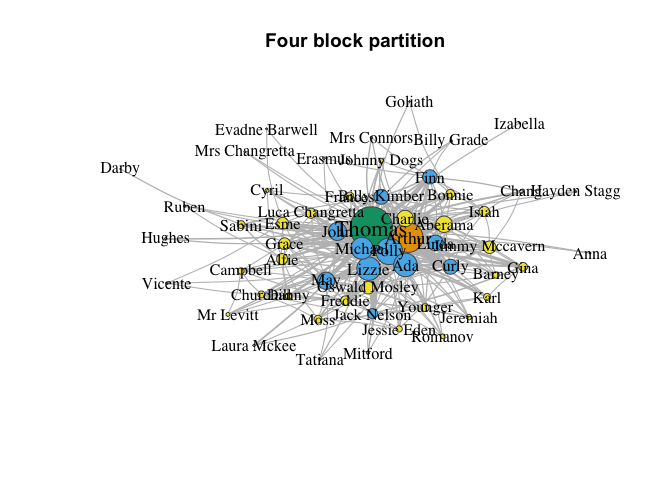 Four block partition
Goliath
Izabella
Evadne Barwell
Mrs Connors
Billy Grade
Mrs Changretta
Erasmus
Johnny Dogs
Darby
Finn
Cyril
Frances
Billy
Kimber
Bonnie
Chang
Hayden Stagg
Ruben
Luca Changretta
Charlie
Isiah
Sabini
Esme
Aberama
John
Thomas
Hughes
Grace
Michael
Polly
Arthur
Linda
Jimmy Mccavern
Anna
Alfie
Campbell
Lizzie
Ada
Curly
Gina
Vicente
May
Barney
Churchill
Danny
Oswald Mosley
Karl
Freddie
Younger
Mr Levitt
Moss
Jack Nelson
Jeremiah
Jessie Eden
Romanov
Laura Mckee
Tatiana
Mitford